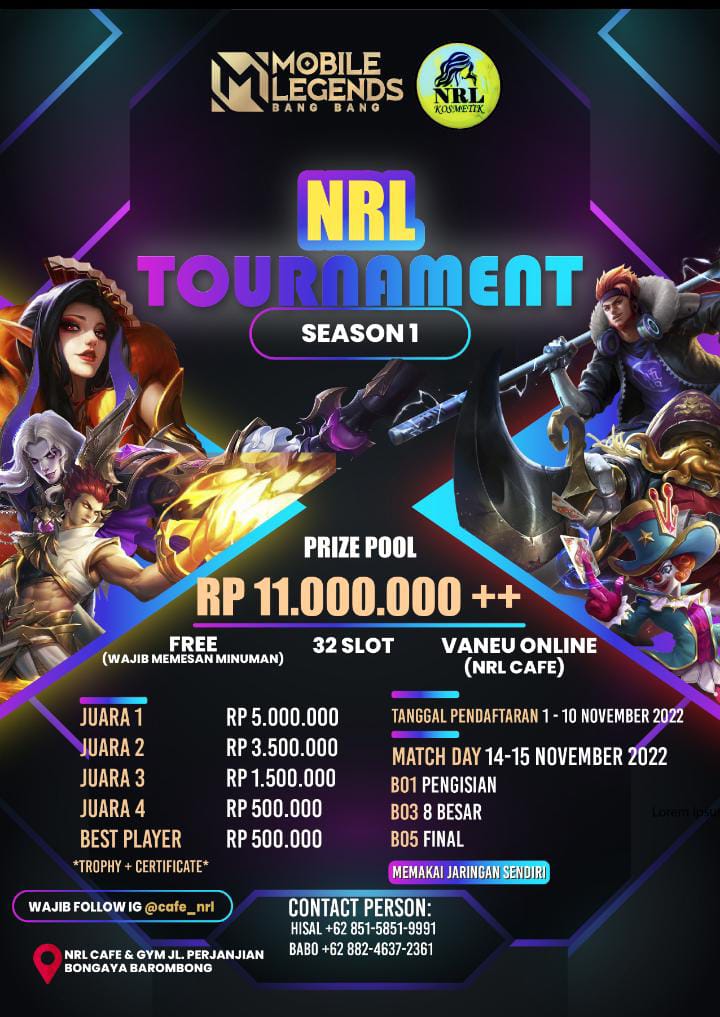 MOBILE
LEGENDS
BANG BANG
NRL
KOSMETIK
NRL
TOURNAMENT
SEASON 1
PRIZE POOL
RP 11.000.000 ++
FREE
(WAJIB MEMESAN MINUMAN)
32 SLOT
VANEU ONLINE
(NRL CAFE)
JUARA 1 RP 5.000.000
JUARA 2 RP 3.500.000
JUARA 3 RP 1.500.000
JUARA 4 RP 500.000
BEST PLAYER RP 500.000
*TROPHY + CERTIFICATE*
TANGGAL PENDAFTARAN 1 - 10 NOVEMBER 2022
MATCH DAY 14-15 NOVEMBER 2022
BO1 PENGISIAN
BO3 8 BESAR
BO5 FINAL
Lorem ipsu
MEMAKAI JARINGAN SENDIRI
WAJIB FOLLOW IG @cafe_nrl
CONTACT PERSON:
HISAL +62 851-5851-9991
BABO +62 882-4637-2361
NRL CAFE & GYM JL. PERJANJIAN
BONGAYA BAROMBONG